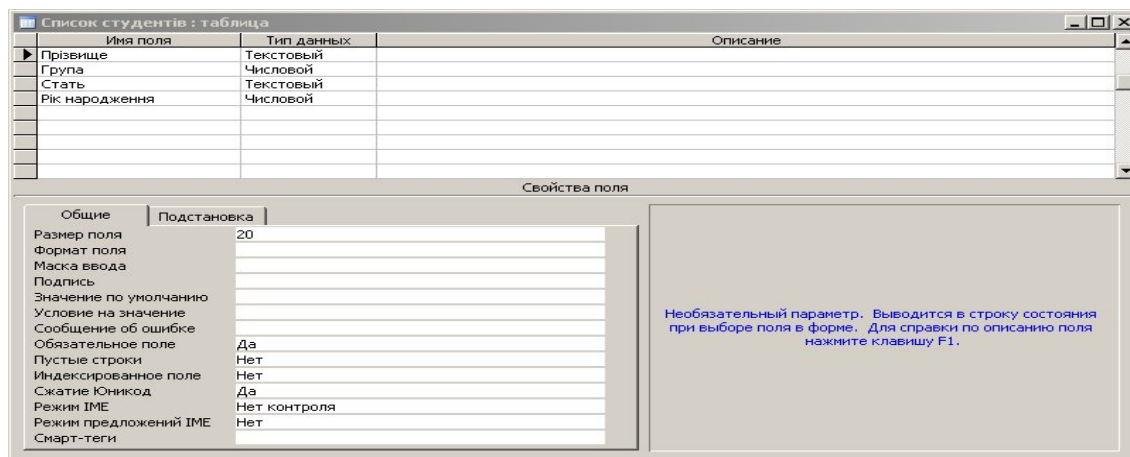 Список студентів : таблица
Имя поля Тип данных Описание
Прізвище Текстовый
Група Числовой
Стать Текстовый
Рік народження Числовой
Свойства поля
Общие Подстановка
Размер поля 20
Формат поля
Маска ввода
Подпись
Значение по умолчанию
Условие на значение
Сообщение об ошибке
Обязательное поле Да
Пустые строки Нет
Индексированное поле Нет
Сжатие Юникод Да
Режим IME Нет контроля
Режим предложений IME Нет
Смарт-теги
Необязательный параметр. Выводится в строку состояния
при выборе поля в форме. Для справки по описанию поля
нажмите клавишу F1.